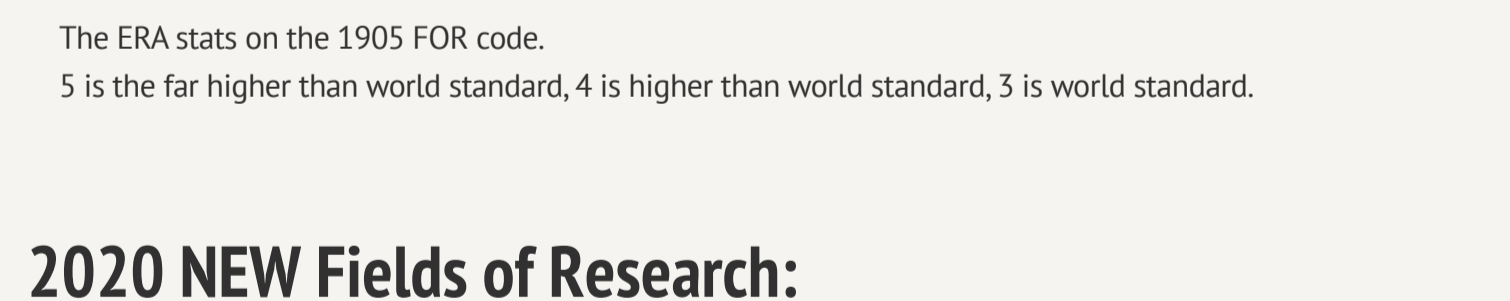 The ERA stats on the 1905 FOR code.
5 is the far higher than world standard, 4 is higher than world standard, 3 is world standard.
2020 NEW Fields of Research: